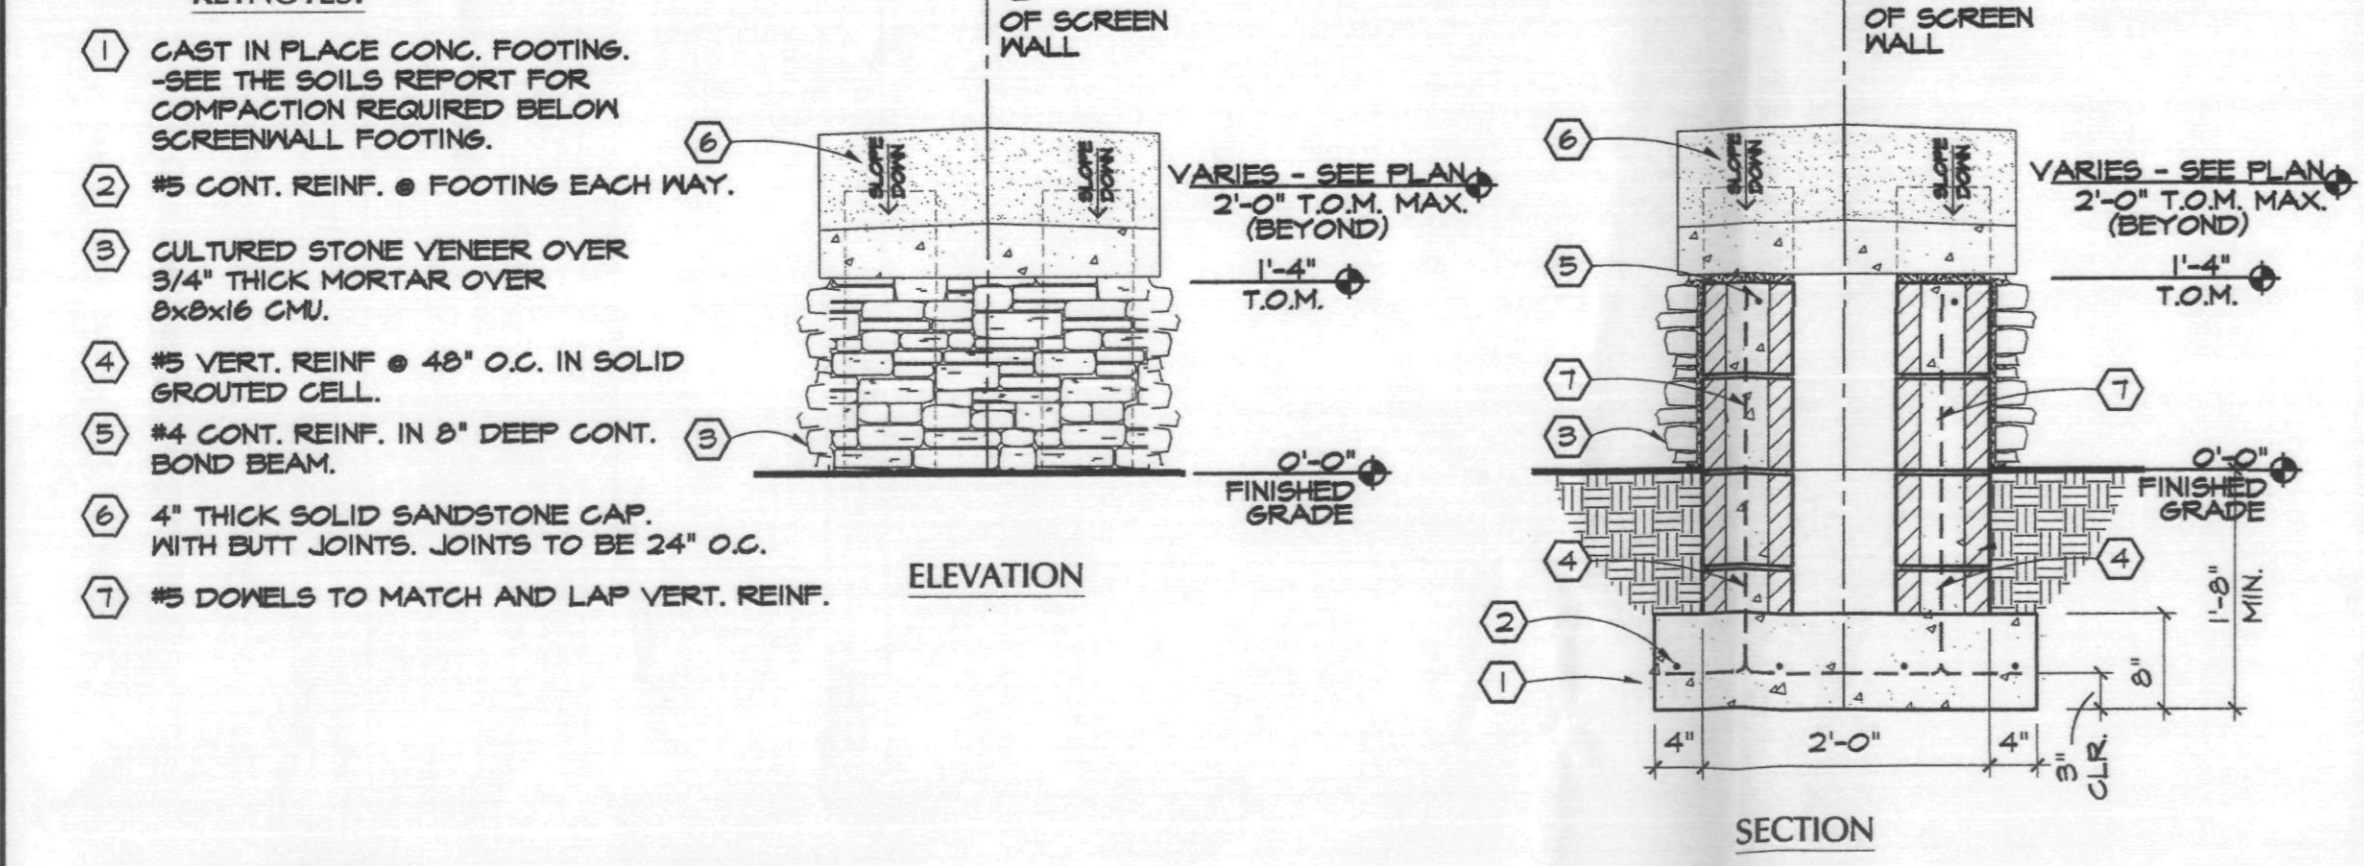 KEYNOTES:
1 CAST IN PLACE CONC. FOOTING.
-SEE THE SOILS REPORT FOR
COMPACTION REQUIRED BELOW
SCREENWALL FOOTING.
2 #5 CONT. REINF. @ FOOTING EACH WAY.
3 CULTURED STONE VENEER OVER
3/4" THICK MORTAR OVER
8x8x16 CMU.
4 #5 VERT. REINF @ 48" O.C. IN SOLID
GROUTED CELL.
5 #4 CONT. REINF. IN 8" DEEP CONT.
BOND BEAM.
6 4" THICK SOLID SANDSTONE CAP.
WITH BUTT JOINTS. JOINTS TO BE 24" O.C.
7 #5 DOWELS TO MATCH AND LAP VERT. REINF.
OF SCREEN
WALL
6
SLOPE
DOWN
SLOPE
DOWN
VARIES - SEE PLAN
2'-0" T.O.M. MAX.
(BEYOND)
1'-4"
T.O.M.
3
0'-0"
FINISHED
GRADE
ELEVATION
OF SCREEN
WALL
6
SLOPE
DOWN
SLOPE
DOWN
VARIES - SEE PLAN
2'-0" T.O.M. MAX.
(BEYOND)
5
1'-4"
T.O.M.
7
7
3
0'-0"
FINISHED
GRADE
4
4
2
1
1'-8"
MIN.
8"
3"
CLR.
4"
2'-0"
4"
SECTION